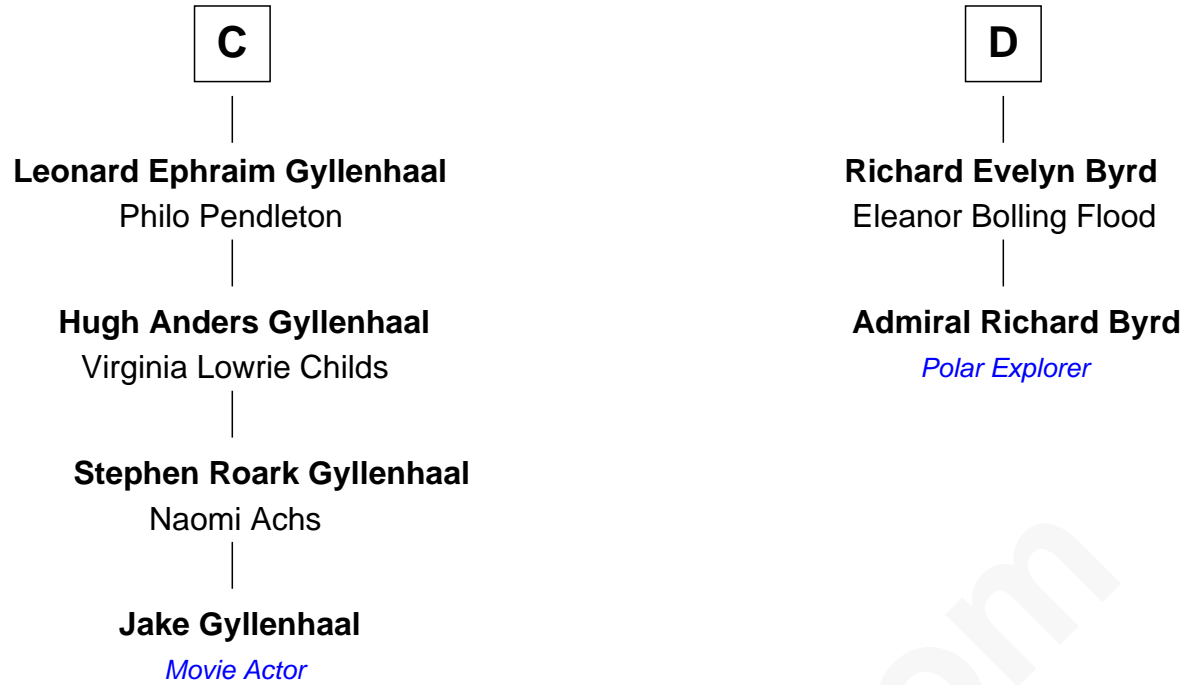 C
Leonard Ephraim Gyllenhaal
Philo Pendleton
Hugh Anders Gyllenhaal
Virginia Lowrie Childs
Stephen Roark Gyllenhaal
Naomi Achs
Jake Gyllenhaal
Movie Actor
D
Richard Evelyn Byrd
Eleanor Bolling Flood
Admiral Richard Byrd
Polar Explorer
om